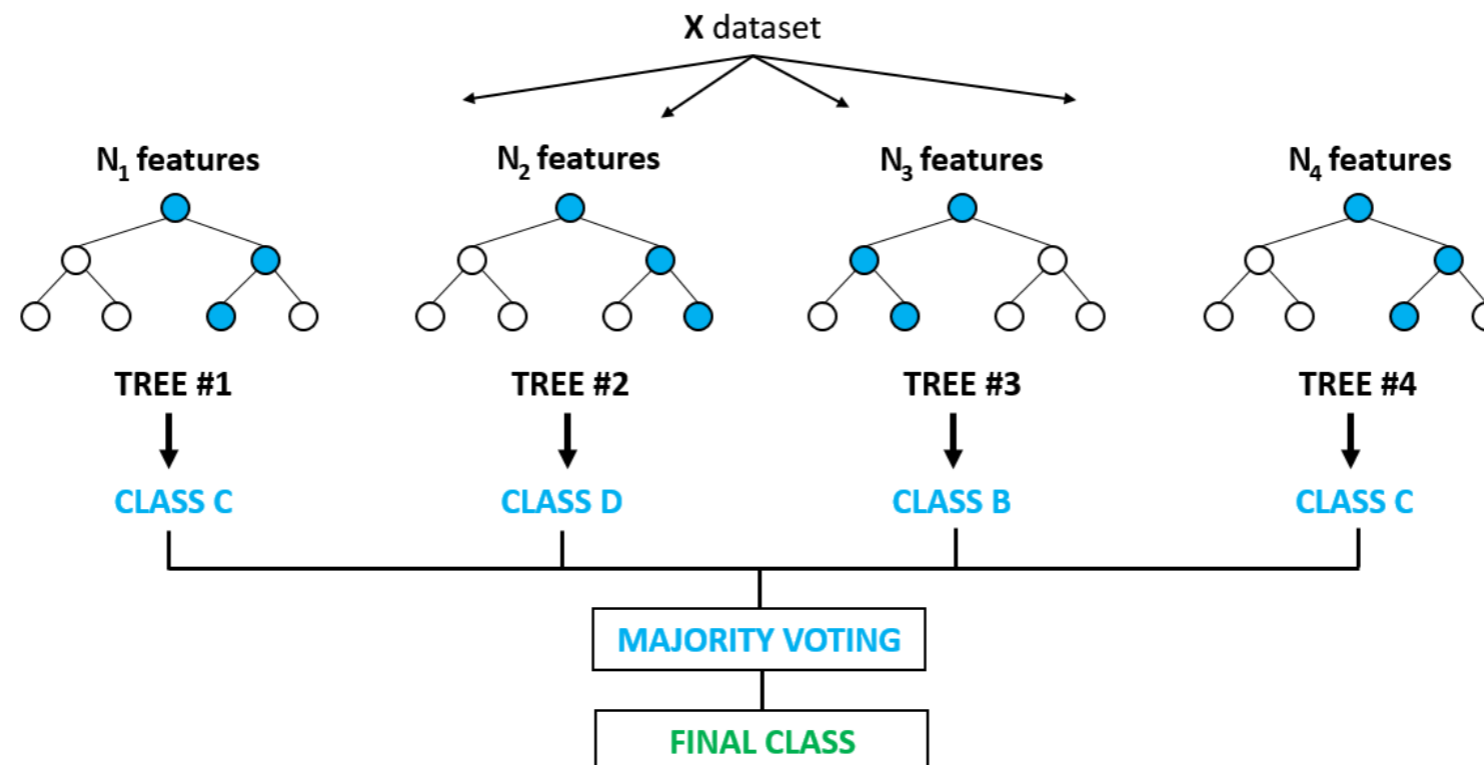 X dataset
N₁ features
N₂ features
N₃ features
N₄ features
TREE #1
TREE #2
TREE #3
TREE #4
CLASS C
CLASS D
CLASS B
CLASS C
MAJORITY VOTING
FINAL CLASS